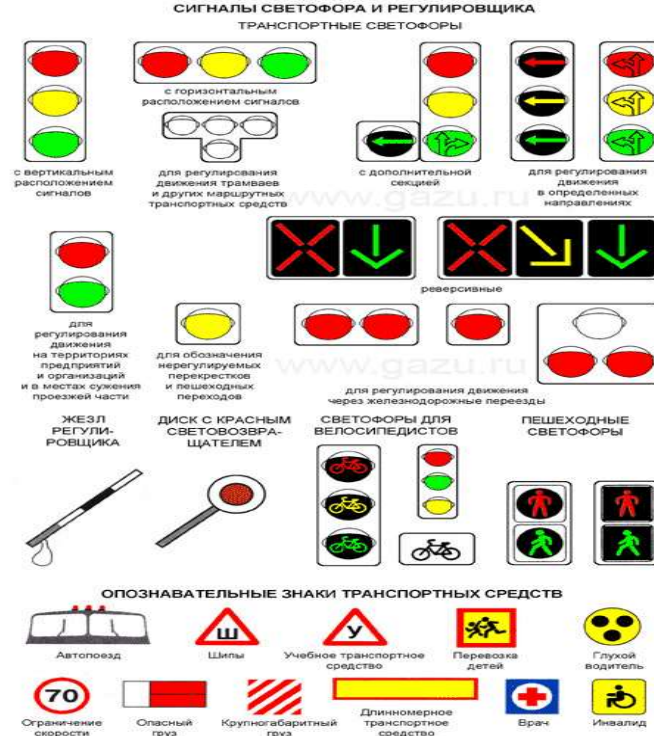 СИГНАЛЫ СВЕТОФОРА И РЕГУЛИРОВЩИКА
ТРАНСПОРТНЫЕ СВЕТОФОРЫ
с вертикальным
расположением
сигналов
с горизонтальным
расположением сигналов
для регулирования
движения трамваев
и других маршрутных
транспортных средств
с дополнительной
секцией
для регулирования
движения
в определенных
направлениях
www.gazu.ru
реверсивные
для
регулирования
движения
на территориях
предприятий
и организаций
и в местах сужения
проезжей части
для обозначения
нерегулируемых
перекрестков
и пешеходных
переходов
www.gazu.ru
для регулирования движения
через железнодорожные переезды
ЖЕЗЛ
РЕГУЛИ-
РОВЩИКА
ДИСК С КРАСНЫМ
СВЕТОВОЗВРА-
ЩАТЕЛЕМ
СВЕТОФОРЫ ДЛЯ
ВЕЛОСИПЕДИСТОВ
ПЕШЕХОДНЫЕ
СВЕТОФОРЫ
ОПОЗНАВАТЕЛЬНЫЕ ЗНАКИ ТРАНСПОРТНЫХ СРЕДСТВ
Автопоезд
Ш
Шипы
У
Учебное транспортное
средство
Перевозка
детей
Глухой
водитель
70
Ограничение
скорости
Опасный
груз
Крупногабаритный
груз
Длинномерное
транспортное
средство
Врач
Инвалид